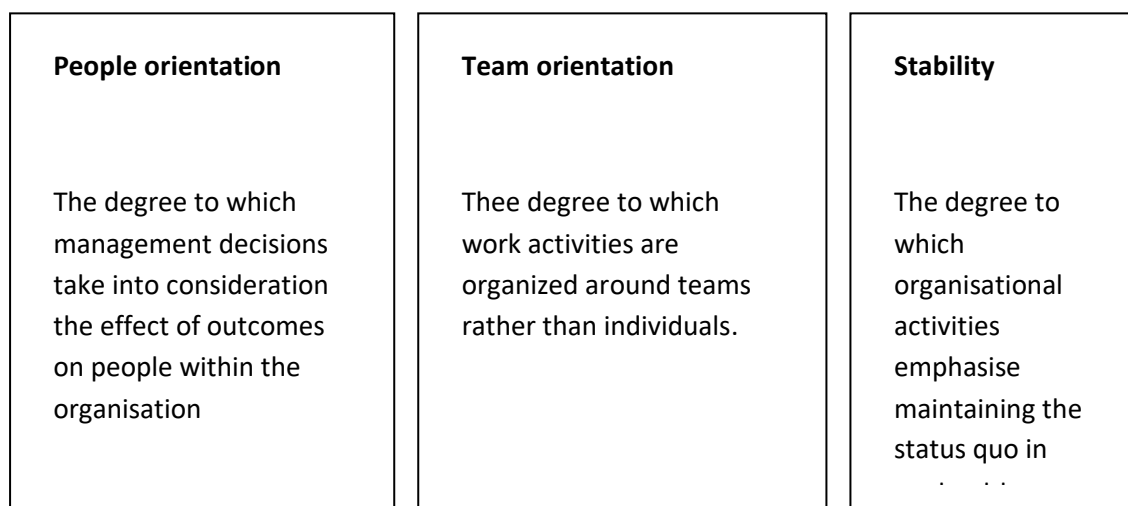 People orientation
The degree to which
management decisions
take into consideration
the effect of outcomes
on people within the
organisation
Team orientation
Thee degree to which
work activities are
organized around teams
rather than individuals.
Stability
The degree to
which
organisational
activities
emphasise
maintaining the
status quo in